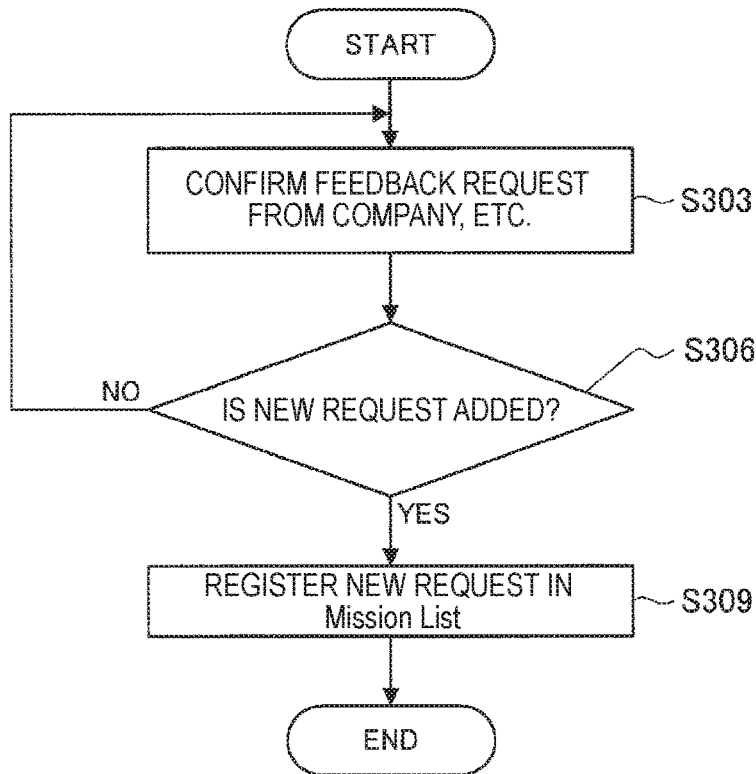 START
CONFIRM FEEDBACK REQUEST
FROM COMPANY, ETC.
S303
S306
NO
IS NEW REQUEST ADDED?
YES
REGISTER NEW REQUEST IN
Mission List
S309
END